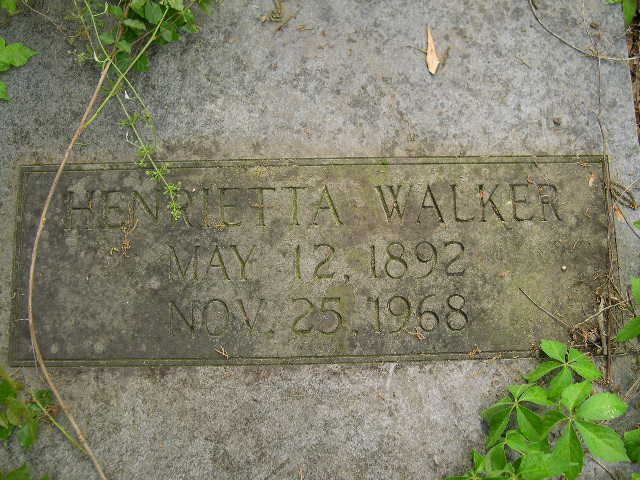 HENRIETTA WALKER
MAY 12, 1892
NOV. 25, 1968